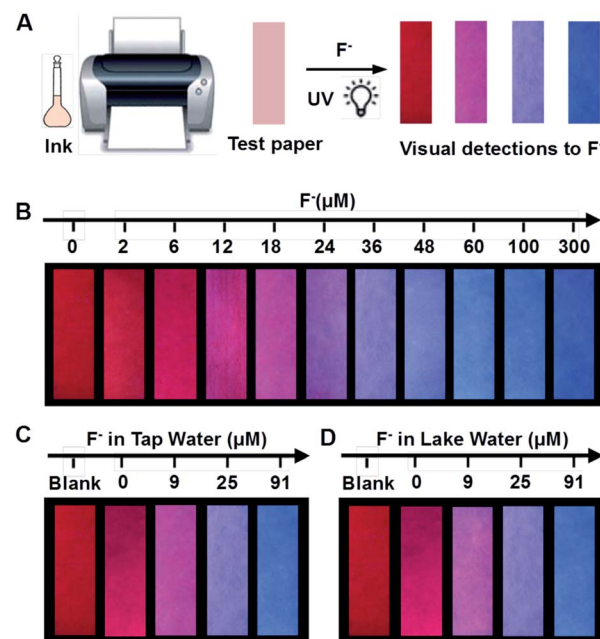 A
F⁻
UV
Ink
Test paper
Visual detections to F⁻
B
F⁻(µM)
0 2 6 12 18 24 36 48 60 100 300
C
F⁻ in Tap Water (µM)
Blank 0 9 25 91
D
F⁻ in Lake Water (µM)
Blank 0 9 25 91